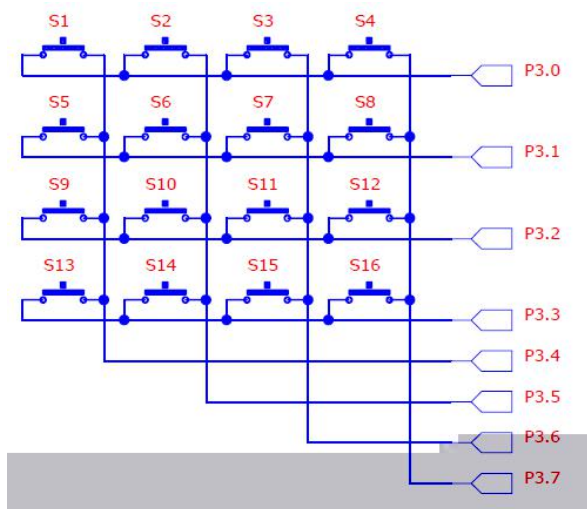 S1 S2 S3 S4
P3.0
S5 S6 S7 S8
P3.1
S9 S10 S11 S12
P3.2
S13 S14 S15 S16
P3.3
P3.4
P3.5
P3.6
P3.7